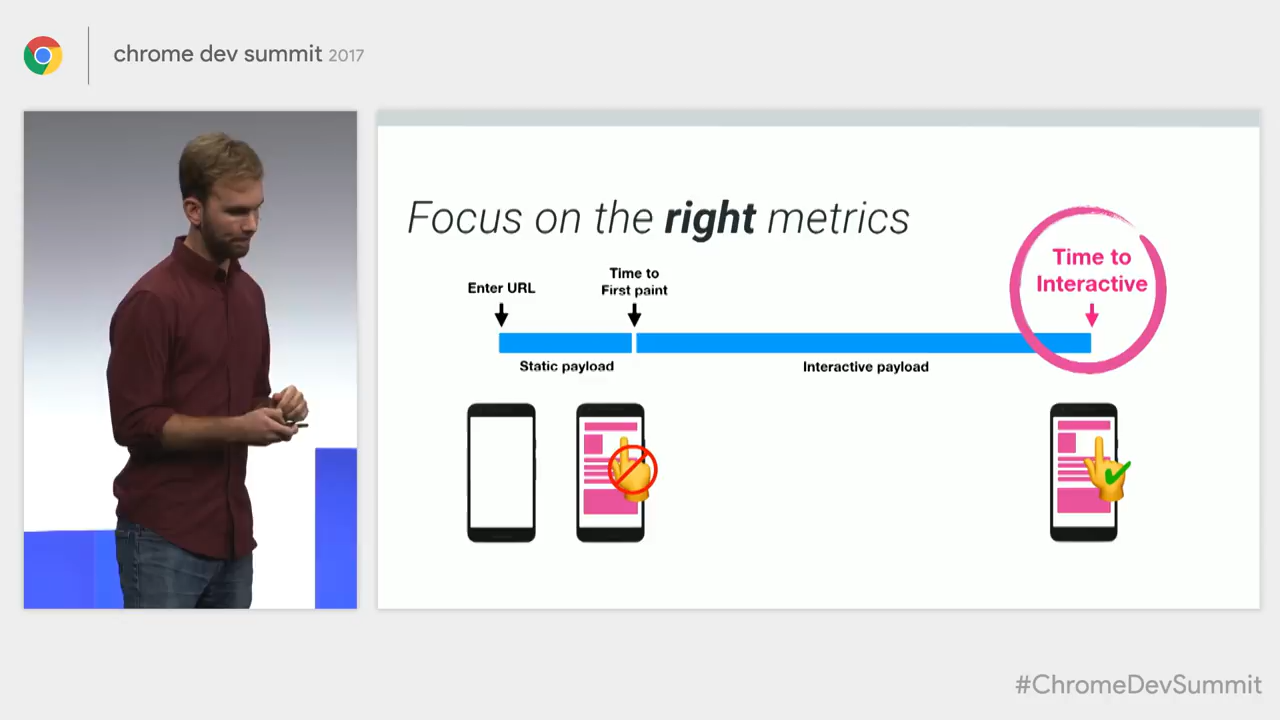 chrome dev summit 2017
Focus on the right metrics
Time to
Interactive
Time to
First paint
Enter URL
Static payload
Interactive payload
#ChromeDevSummit